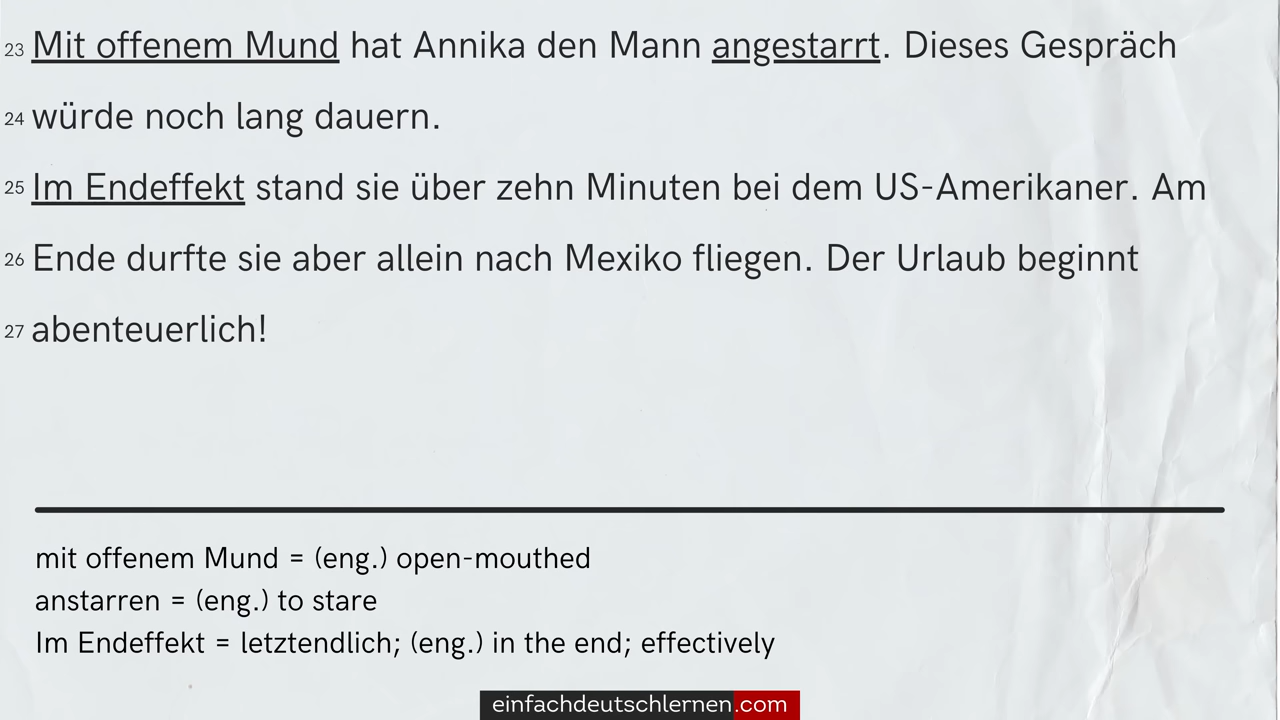 23 Mit offenem Mund hat Annika den Mann angestarrt. Dieses Gespräch
24 würde noch lang dauern.
25 Im Endeffekt stand sie über zehn Minuten bei dem US-Amerikaner. Am
26 Ende durfte sie aber allein nach Mexiko fliegen. Der Urlaub beginnt
27 abenteuerlich!
mit offenem Mund = (eng.) open-mouthed
anstarren = (eng.) to stare
Im Endeffekt = letztendlich; (eng.) in the end; effectively
einfachdeutschlernen.com